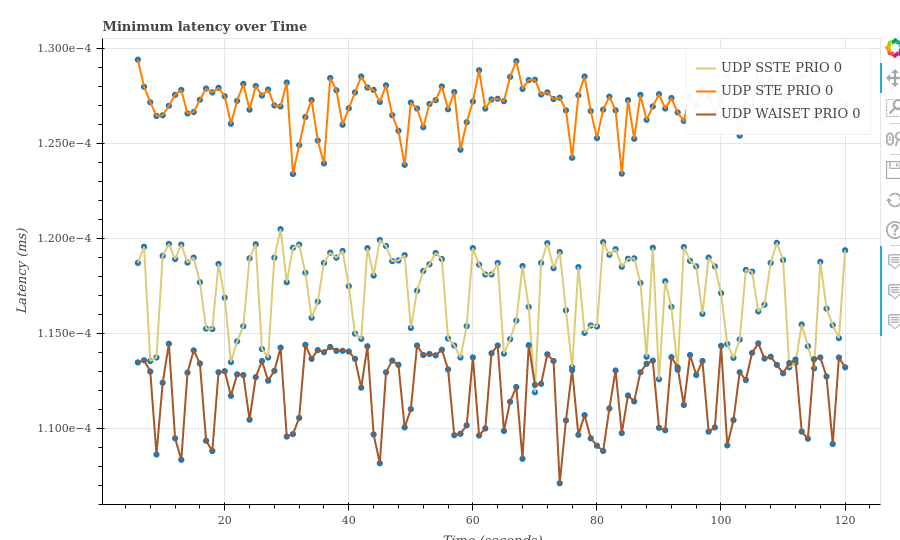 Minimum latency over Time
1.300e−4
1.250e−4
1.200e−4
1.150e−4
1.100e−4
Latency (ms)
UDP SSTE PRIO 0
UDP STE PRIO 0
UDP WAISET PRIO 0
20
40
60
80
100
120
Time (seconds)